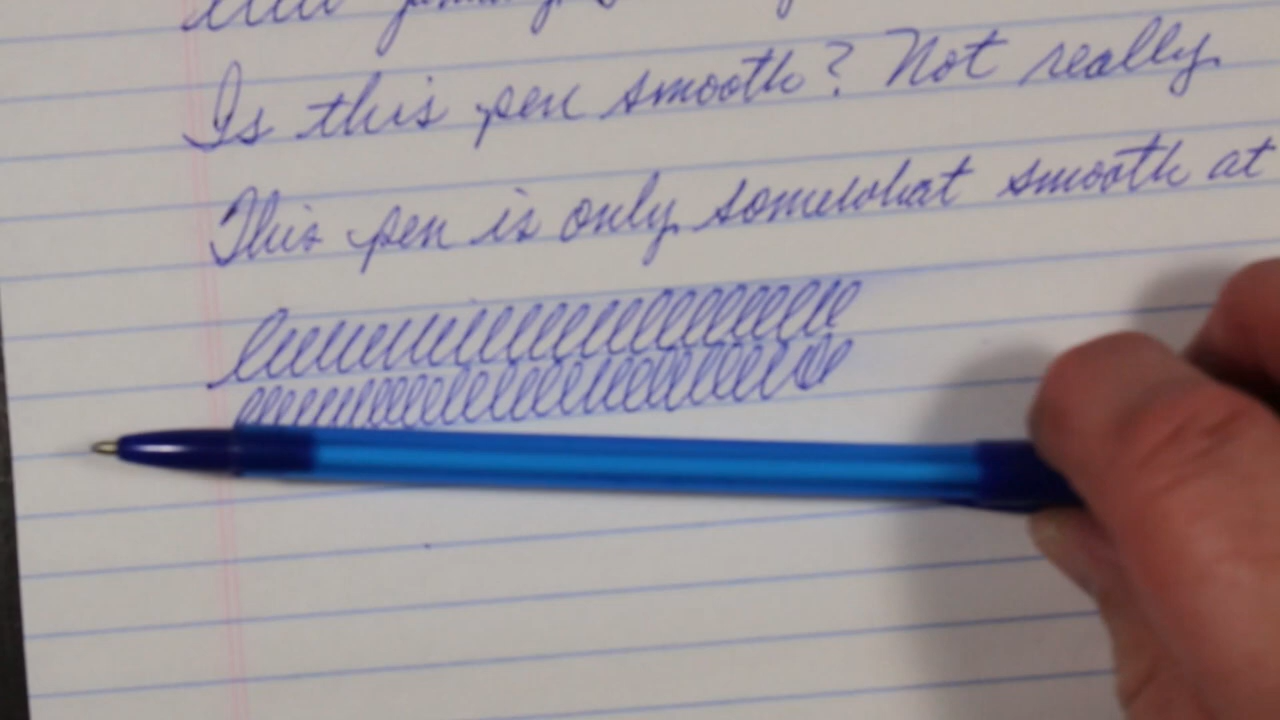 Is this pen smooth? Not really.
This pen is only somewhat smooth at